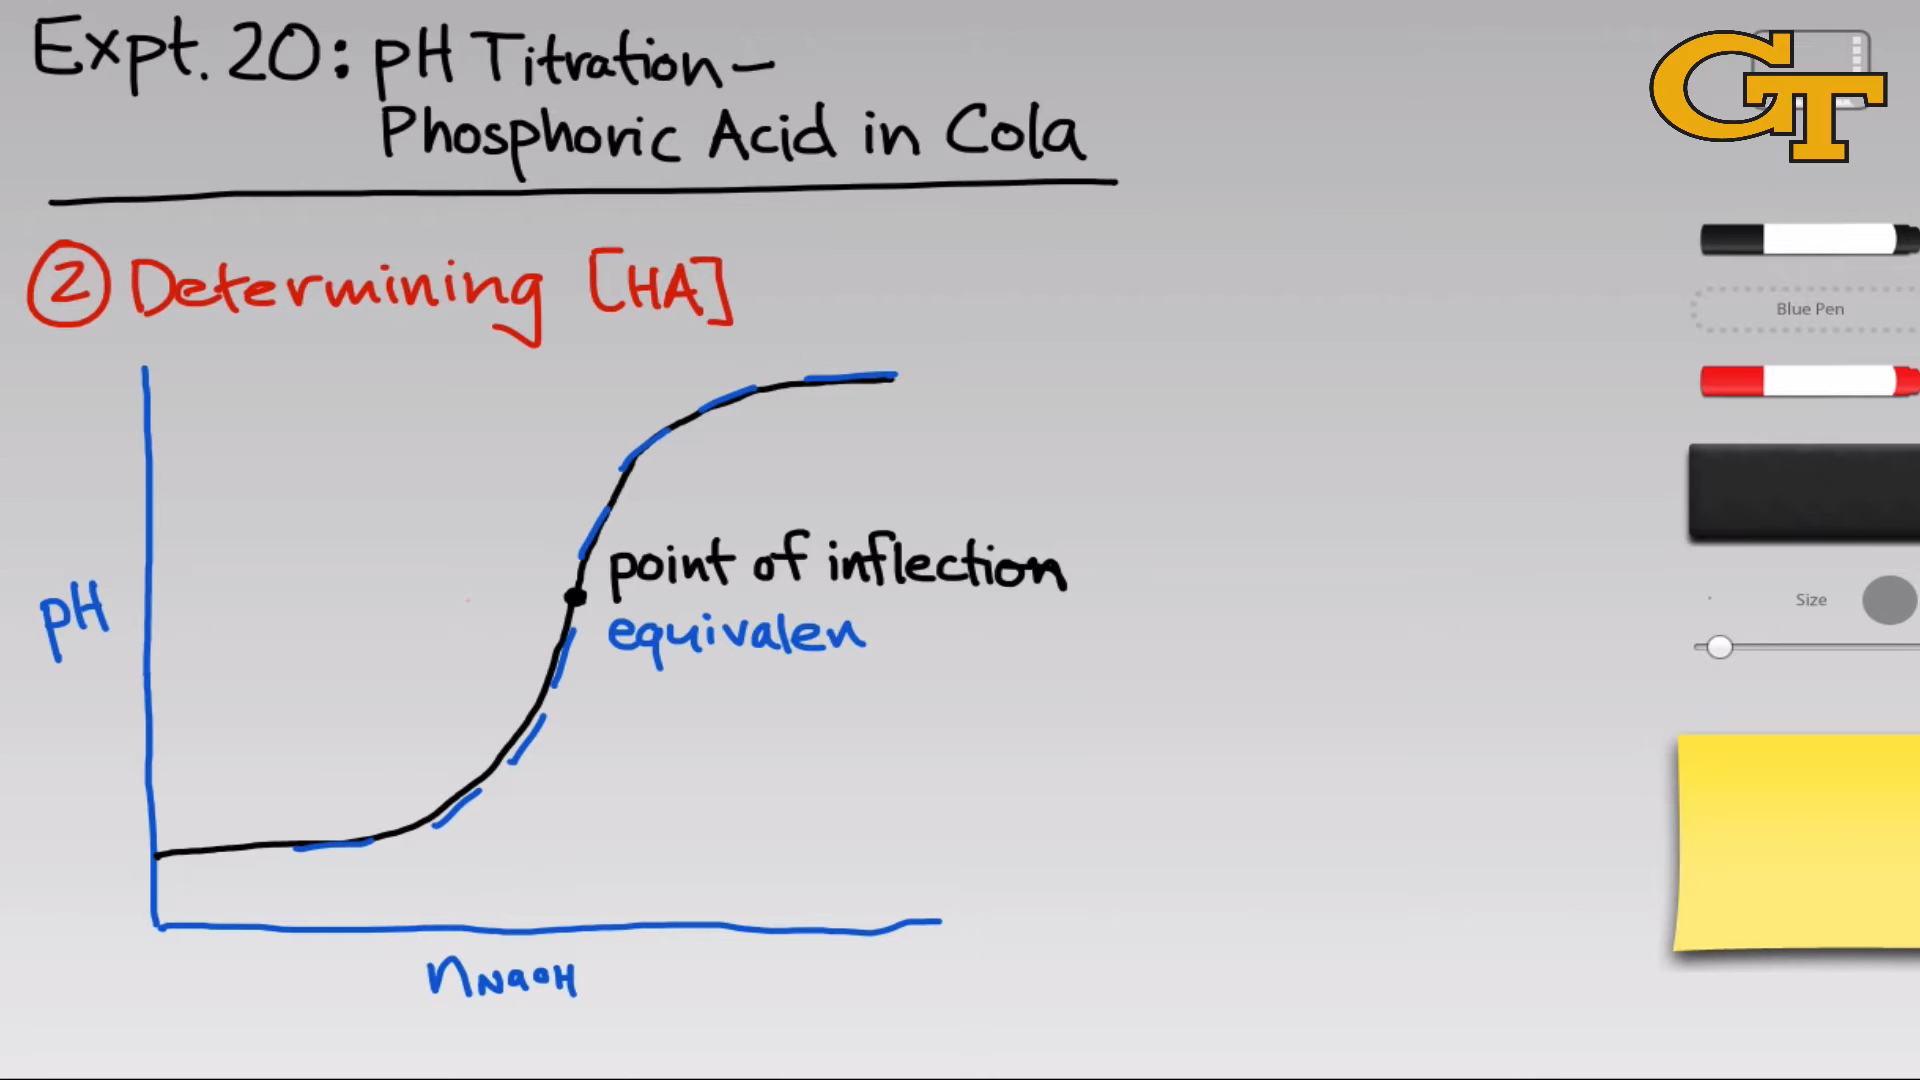 Expt. 20: pH Titration –
Phosphoric Acid in Cola
GT
② Determining [HA]
Blue Pen
Size
point of inflection
equivalen
pH
nNaOH